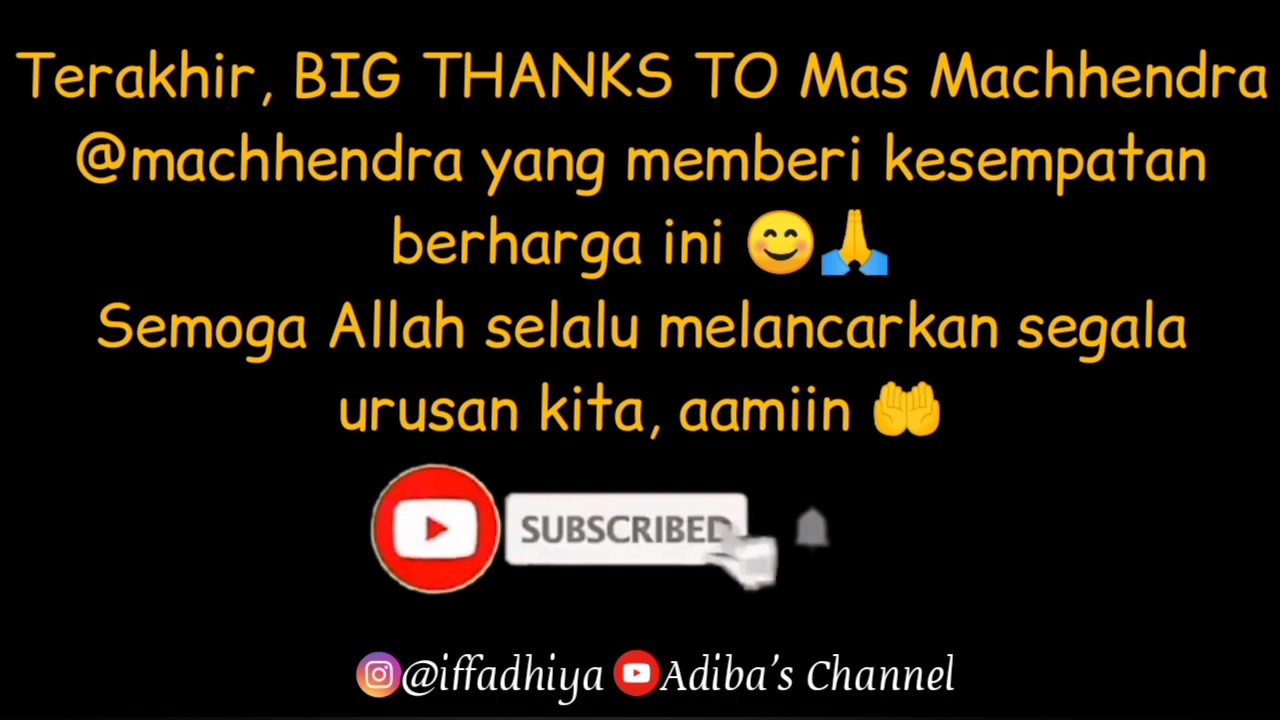 Terakhir, BIG THANKS TO Mas Machhendra
@machhendra yang memberi kesempatan
berharga ini 😊🙏
Semoga Allah selalu melancarkan segala
urusan kita, aamiin 🤲
SUBSCRIBED
@iffadhiya Adiba's Channel